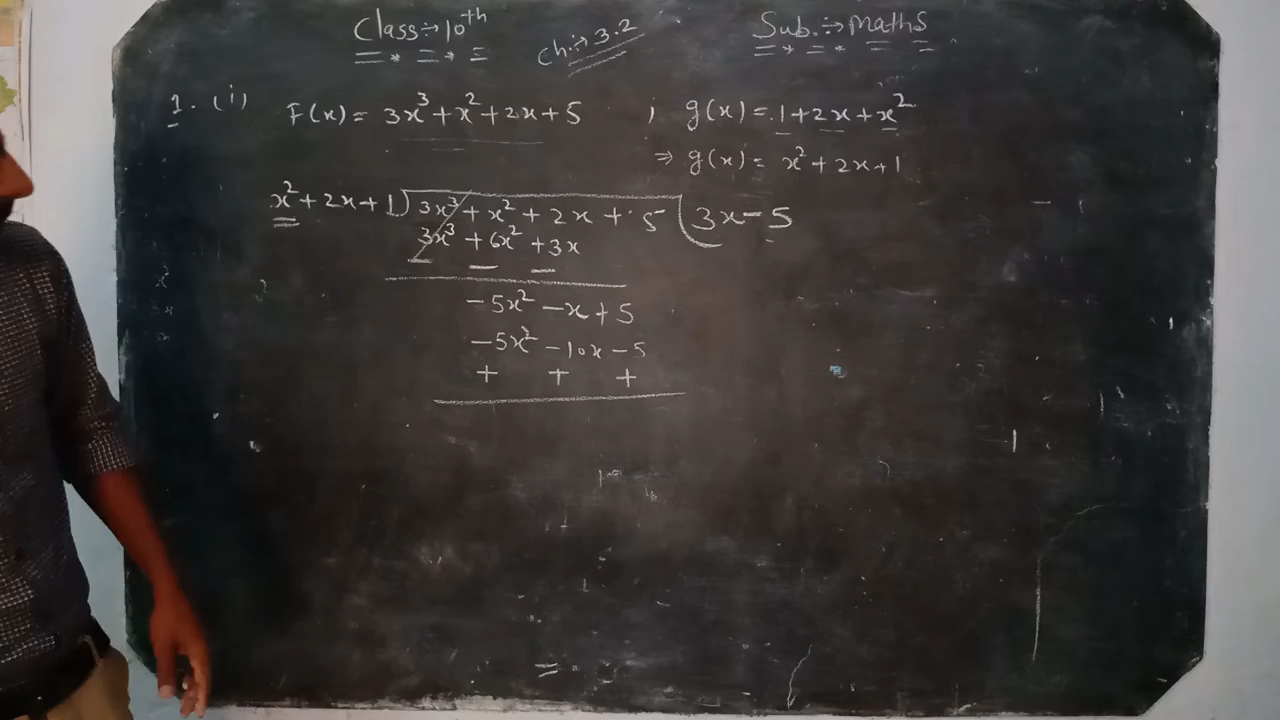 Class :- 10th
Ch :- 3.2
Sub. :- Maths
1. (i) F(x) = 3x³ + x² + 2x + 5 ; g(x) = 1 + 2x + x²
⇒ g(x) = x² + 2x + 1
x² + 2x + 1) 3x³ + x² + 2x + 5 (3x - 5
3x³ + 6x² + 3x
- 5x² - x + 5
- 5x² - 10x - 5
+ + +